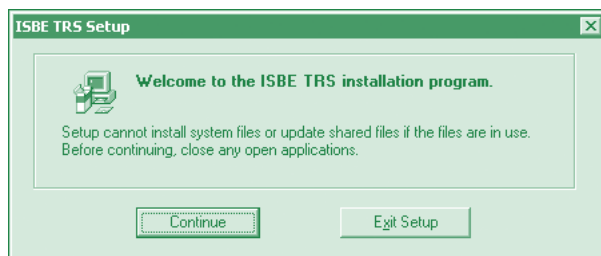 ISBE TRS Setup
Welcome to the ISBE TRS installation program.
Setup cannot install system files or update shared files if the files are in use.
Before continuing, close any open applications.
Continue
Exit Setup